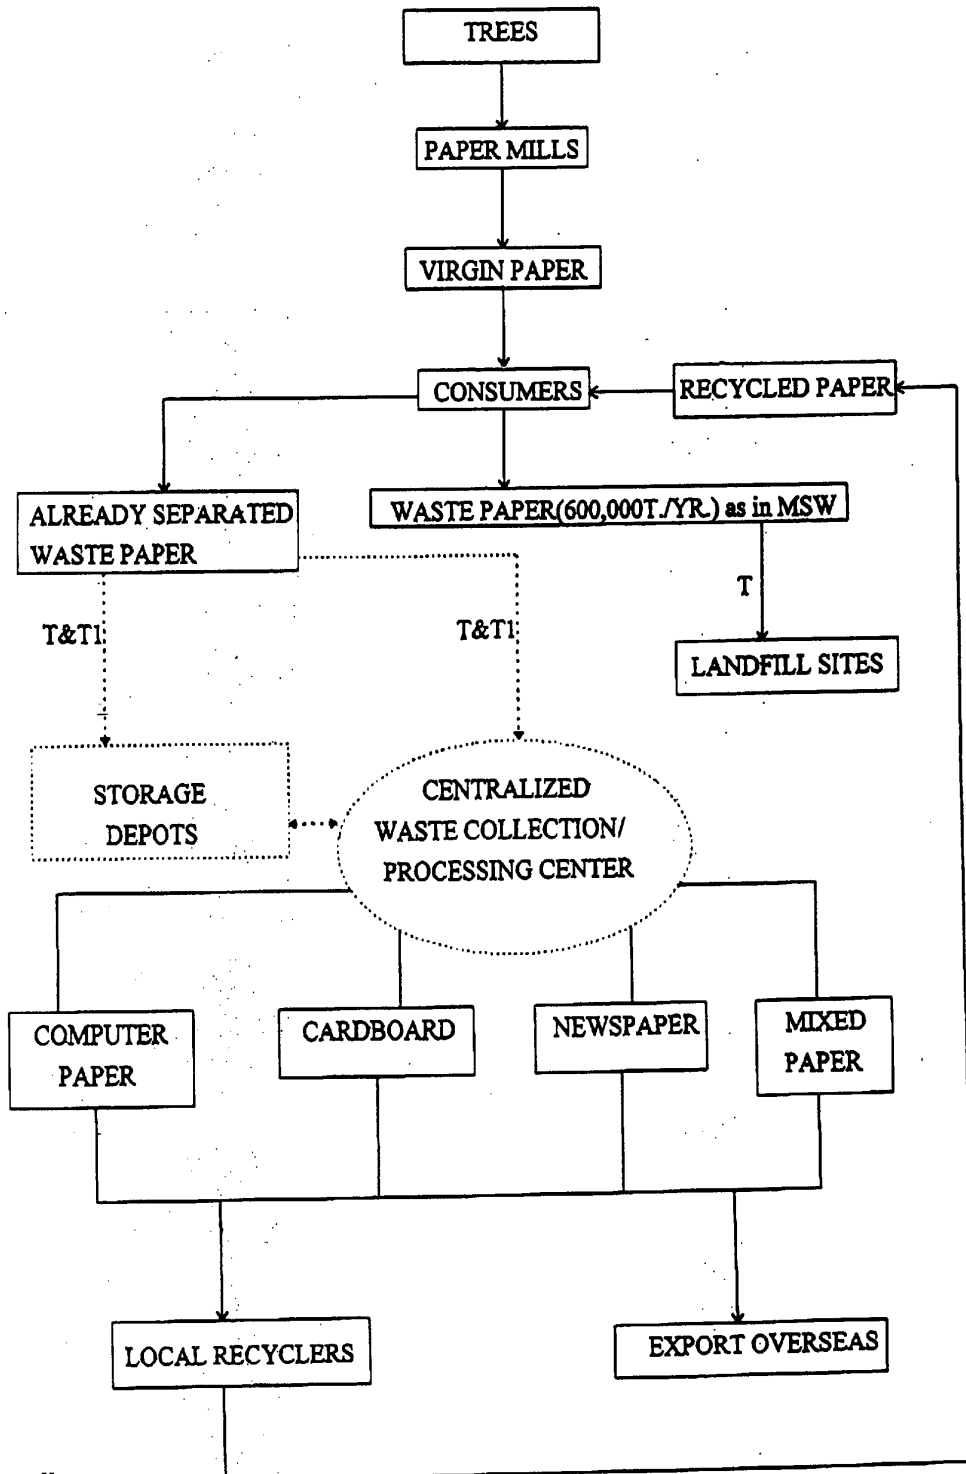 TREES
PAPER MILLS
VIRGIN PAPER
CONSUMERS
RECYCLED PAPER
ALREADY SEPARATED
WASTE PAPER
WASTE PAPER(600,000T./YR.) as in MSW
T
T&T1
T&T1
LANDFILL SITES
STORAGE
DEPOTS
CENTRALIZED
WASTE COLLECTION/
PROCESSING CENTER
COMPUTER
PAPER
CARDBOARD
NEWSPAPER
MIXED
PAPER
LOCAL RECYCLERS
EXPORT OVERSEAS